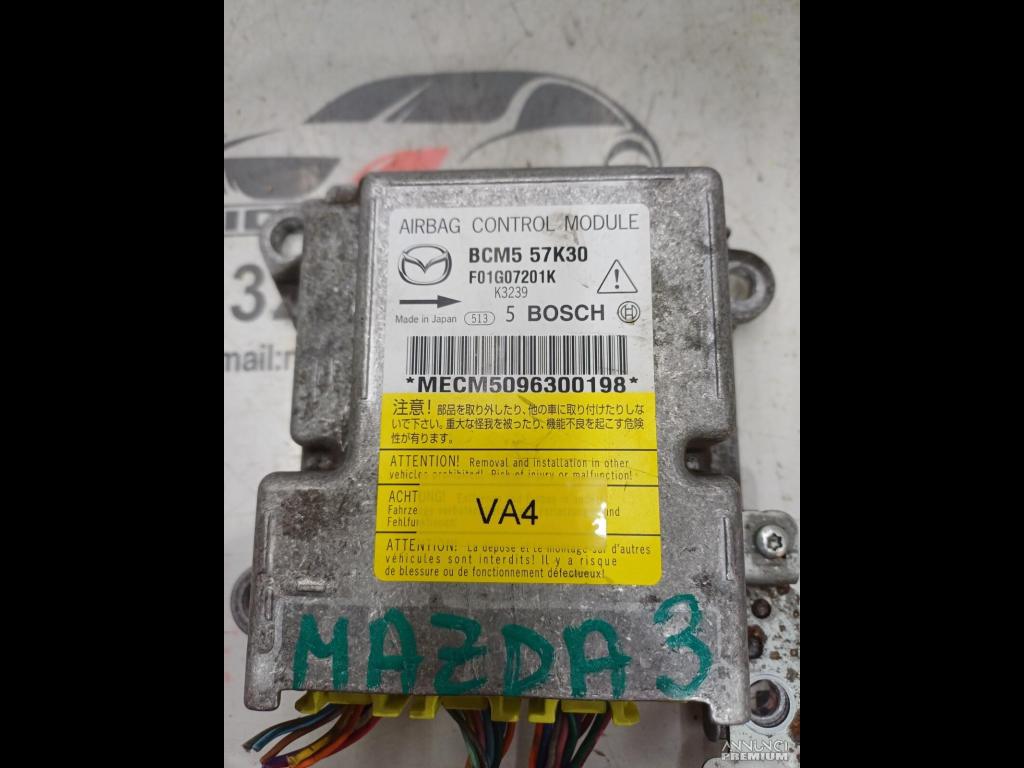 AIRBAG CONTROL MODULE
BCM5 57K30
F01G07201K
K3239
Made in Japan 513 5 BOSCH
*MECM5096300198*
注意! 部品を取り外したり、他の車に取り付けたりしな
いで下さい。重大な怪我を被ったり、機能不良を起こす危険
性が有ります。
ATTENTION! Removal and installation in other
vehicles prohibited! Risk of injury or malfunction!
ACHTUNG!
VA4
ATTENTION! La dépose et le montage sur d'autres
véhicules sont interdits! Il y a risque
de blessure ou de fonctionnement défectueux!
MAZDA 3
mail:
ANNUNCI
PREMIUM